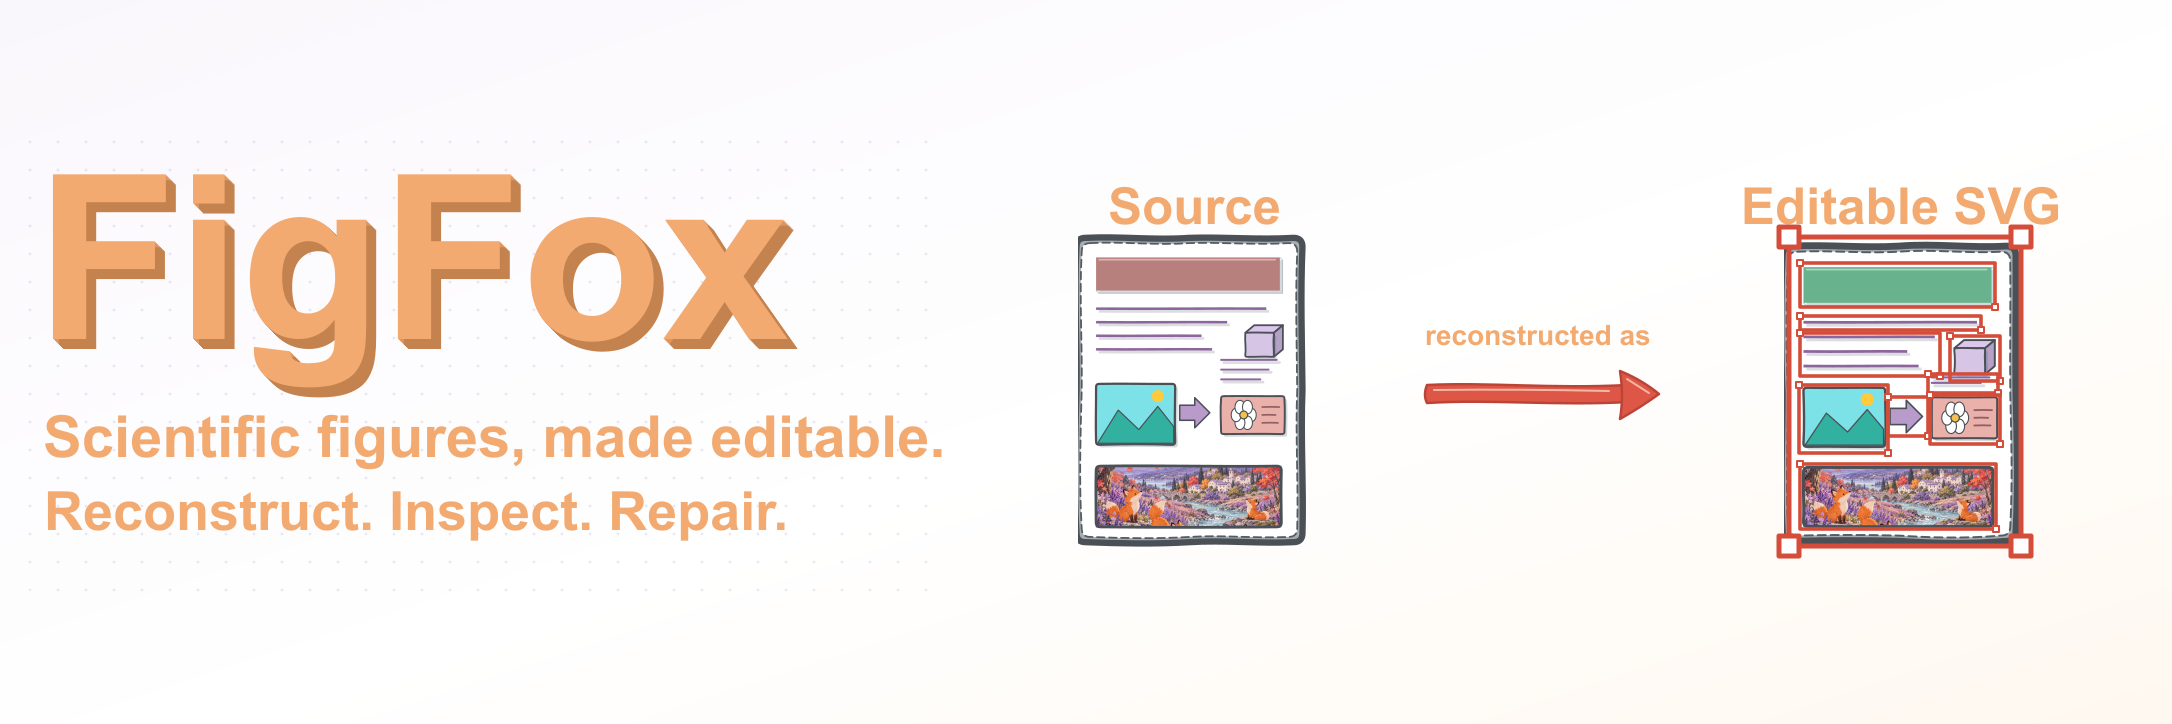 FigFox
Scientific figures, made editable.
Reconstruct. Inspect. Repair.
Source
reconstructed as
Editable SVG